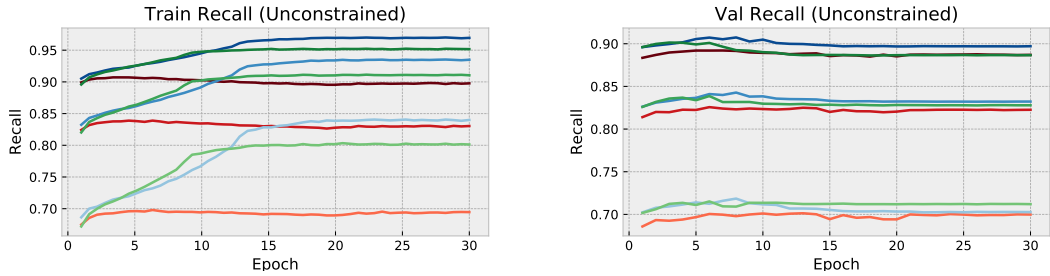 Train Recall (Unconstrained)
Recall
0.95
0.90
0.85
0.80
0.75
0.70
0 5 10 15 20 25 30
Epoch
Val Recall (Unconstrained)
Recall
0.90
0.85
0.80
0.75
0.70
0 5 10 15 20 25 30
Epoch